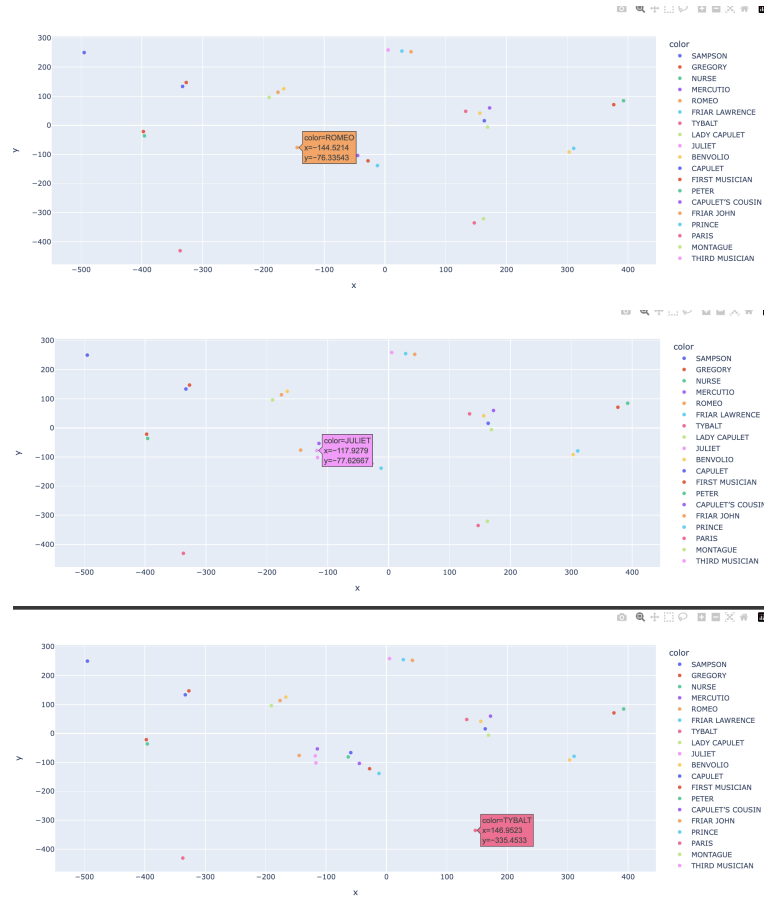 300
200
100
0
−100
−200
−300
−400
y
−500
−400
−300
−200
−100
0
100
200
300
400
x
color=ROMEO
x=−144.5214
y=−76.33543
color
SAMPSON
GREGORY
NURSE
MERCUTIO
ROMEO
FRIAR LAWRENCE
TYBALT
LADY CAPULET
JULIET
BENVOLIO
CAPULET
FIRST MUSICIAN
PETER
CAPULET'S COUSIN
FRIAR JOHN
PRINCE
PARIS
MONTAGUE
THIRD MUSICIAN
300
200
100
0
−100
−200
−300
−400
y
−500
−400
−300
−200
−100
0
100
200
300
400
x
color=JULIET
x=−117.9279
y=−77.62667
color
SAMPSON
GREGORY
NURSE
MERCUTIO
ROMEO
FRIAR LAWRENCE
TYBALT
LADY CAPULET
JULIET
BENVOLIO
CAPULET
FIRST MUSICIAN
PETER
CAPULET'S COUSIN
FRIAR JOHN
PRINCE
PARIS
MONTAGUE
THIRD MUSICIAN
300
200
100
0
−100
−200
−300
−400
y
−500
−400
−300
−200
−100
0
100
200
300
400
x
color=TYBALT
x=146.9523
y=−335.4533
color
SAMPSON
GREGORY
NURSE
MERCUTIO
ROMEO
FRIAR LAWRENCE
TYBALT
LADY CAPULET
JULIET
BENVOLIO
CAPULET
FIRST MUSICIAN
PETER
CAPULET'S COUSIN
FRIAR JOHN
PRINCE
PARIS
MONTAGUE
THIRD MUSICIAN